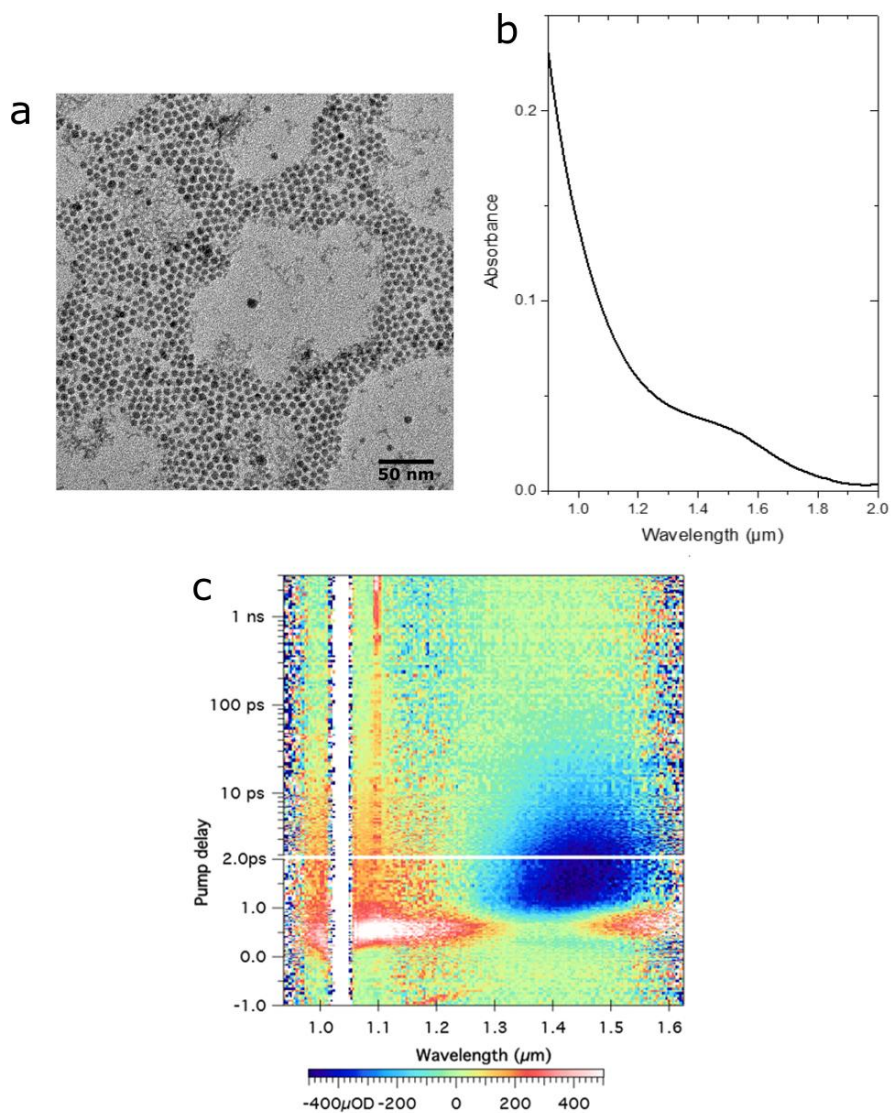 a
50 nm
b
Absorbance
0.2
0.1
0.0
1.0 1.2 1.4 1.6 1.8 2.0
Wavelength (µm)
c
Pump delay
1 ns
100 ps
10 ps
2.0ps
1.0
0.0
-1.0
1.0 1.1 1.2 1.3 1.4 1.5 1.6
Wavelength (µm)
-400µOD -200 0 200 400